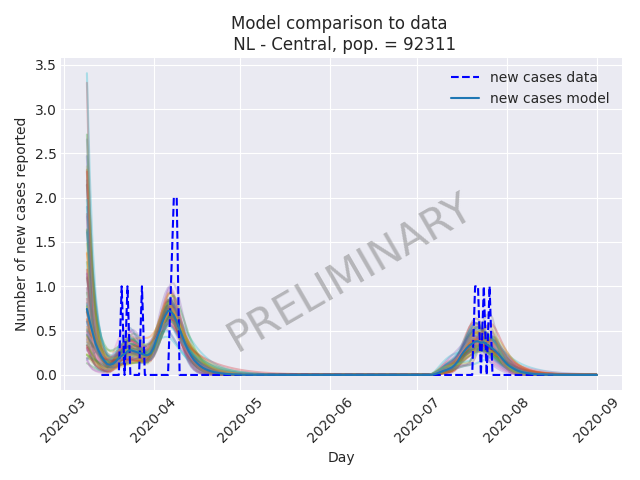 Model comparison to data
NL - Central, pop. = 92311
new cases data
new cases model
Number of new cases reported
3.5
3.0
2.5
2.0
1.5
1.0
0.5
0.0
PRELIMINARY
2020-03
2020-04
2020-05
2020-06
2020-07
2020-08
2020-09
Day